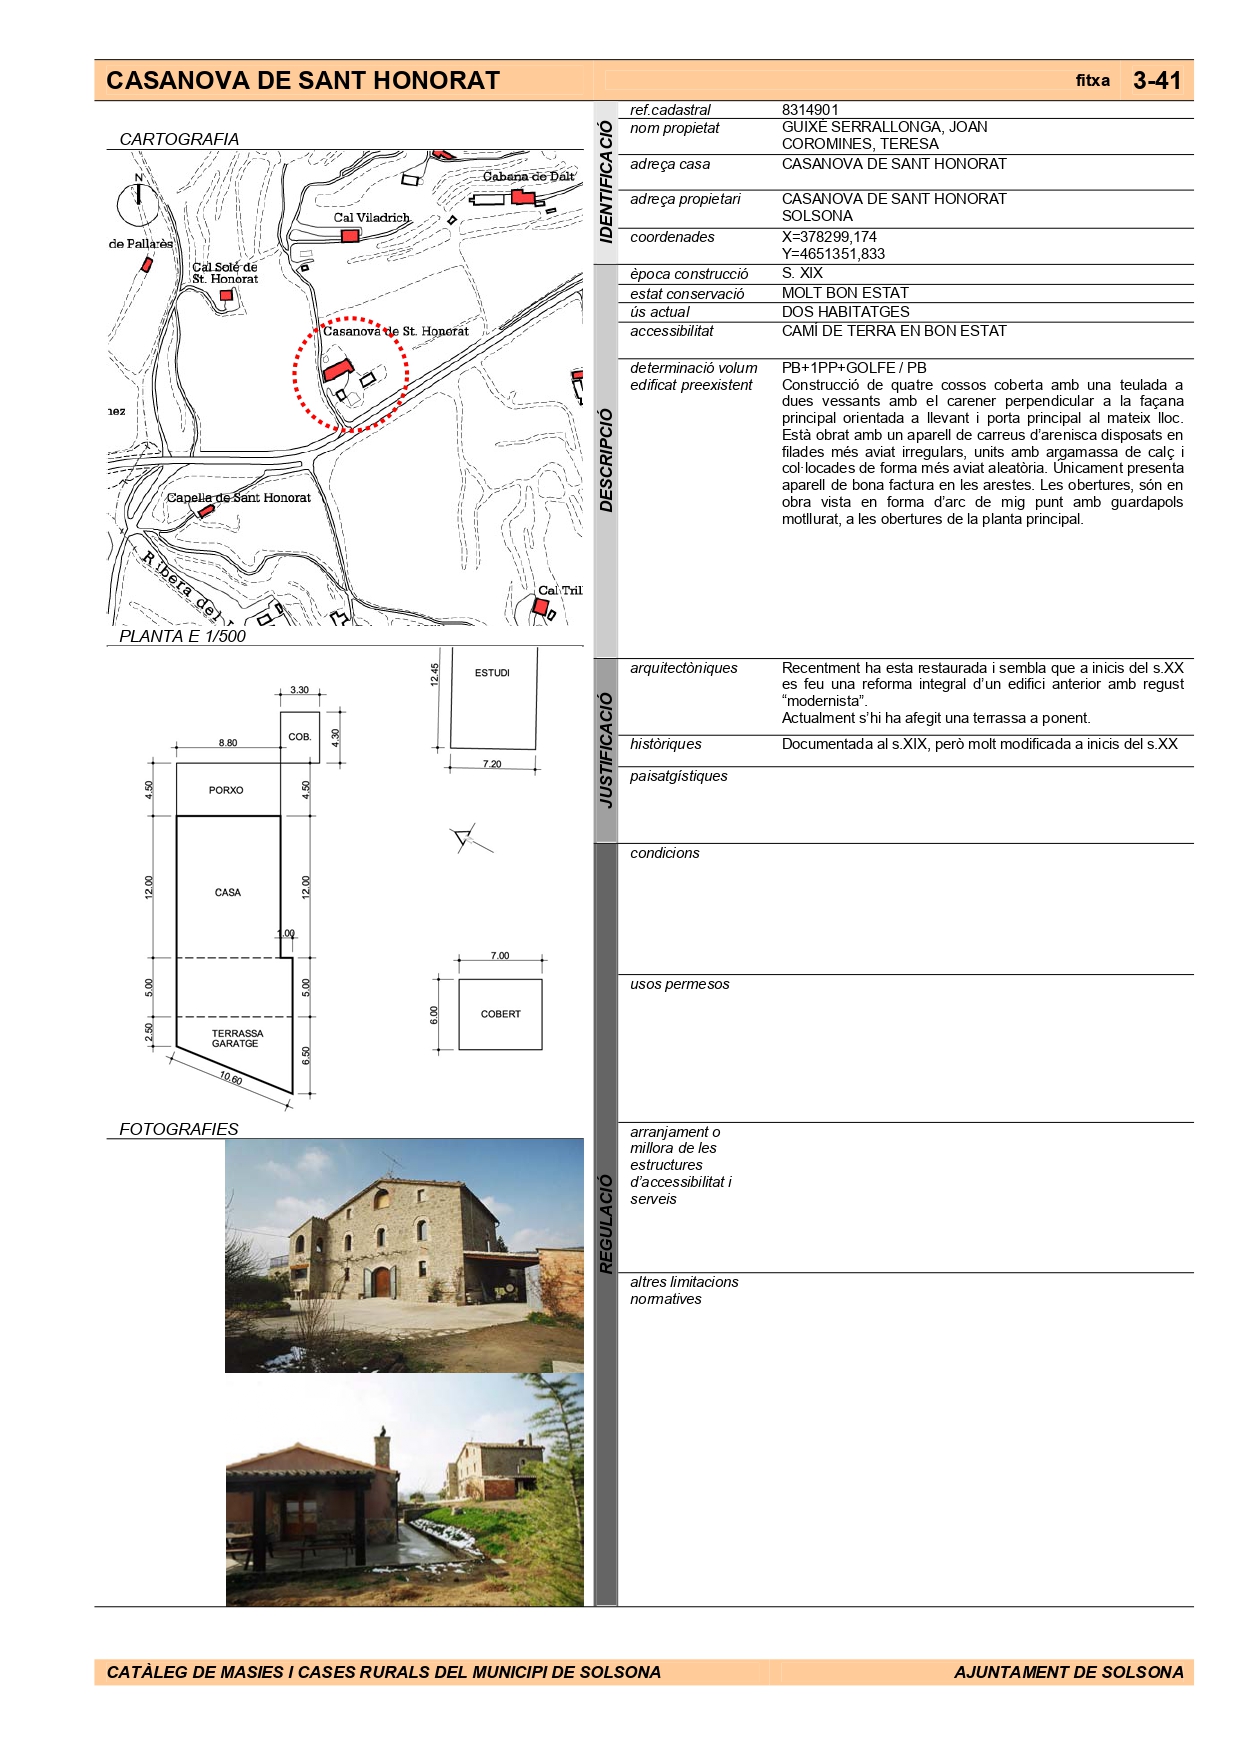 CASANOVA DE SANT HONORAT
fitxa 3-41
CARTOGRAFIA
N
Cabana de Dalt
Cal Viladrich
de Pallarès
Cal Solé de
St. Honorat
Casanova de St. Honorat
nez
Capella de Sant Honorat
Ribera del
Cal Tril
PLANTA E 1/500
3.30
COB.
4.30
8.80
4.50
PORXO
4.50
12.45
ESTUDI
7.20
12.00
CASA
12.00
1.00
5.00
5.00
2.50
TERRASSA
GARATGE
6.50
10.60
7.00
6.00
COBERT
FOTOGRAFIES
IDENTIFICACIÓ
ref.cadastral 8314901
nom propietat GUIXÉ SERRALLONGA, JOAN
COROMINES, TERESA
adreça casa CASANOVA DE SANT HONORAT
adreça propietari CASANOVA DE SANT HONORAT
SOLSONA
coordenades X=378299,174
Y=4651351,833
DESCRIPCIÓ
època construcció S. XIX
estat conservació MOLT BON ESTAT
ús actual DOS HABITATGES
accessibilitat CAMÍ DE TERRA EN BON ESTAT
determinació volum PB+1PP+GOLFE / PB
edificat preexistent Construcció de quatre cossos coberta amb una teulada a
dues vessants amb el carener perpendicular a la façana
principal orientada a llevant i porta principal al mateix lloc.
Està obrat amb un aparell de carreus d’arenisca disposats en
filades més aviat irregulars, units amb argamassa de calç i
col·locades de forma més aviat aleatòria. Únicament presenta
aparell de bona factura en les arestes. Les obertures, són en
obra vista en forma d’arc de mig punt amb guardapols
motllurat, a les obertures de la planta principal.
JUSTIFICACIÓ
arquitectòniques Recentment ha esta restaurada i sembla que a inicis del s.XX
es feu una reforma integral d’un edifici anterior amb regust
“modernista”.
Actualment s’hi ha afegit una terrassa a ponent.
històriques Documentada al s.XIX, però molt modificada a inicis del s.XX
paisatgístiques
REGULACIÓ
condicions
usos permesos
arranjament o
millora de les
estructures
d’accessibilitat i
serveis
altres limitacions
normatives
CATÀLEG DE MASIES I CASES RURALS DEL MUNICIPI DE SOLSONA
AJUNTAMENT DE SOLSONA